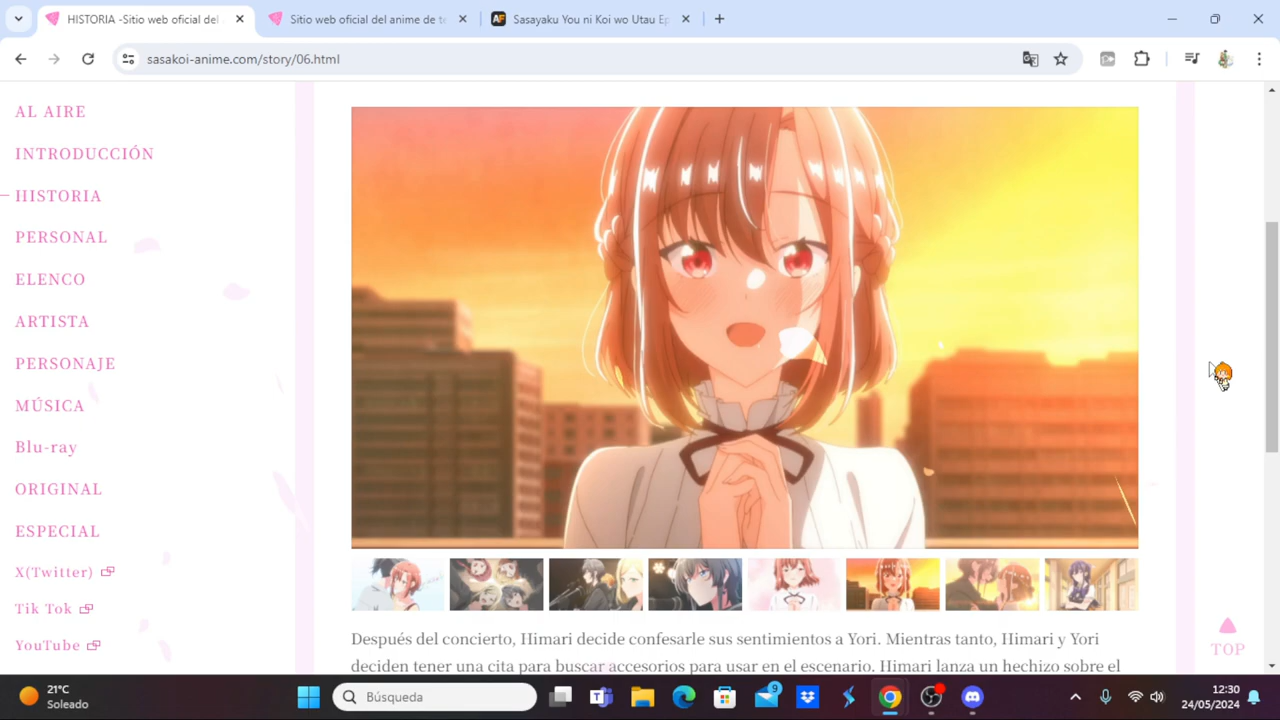 HISTORIA -Sitio web oficial del
Sitio web oficial del anime de te
Sasayaku You ni Koi wo Utau Ep
sasakoi-anime.com/story/06.html
AL AIRE
INTRODUCCIÓN
HISTORIA
PERSONAL
ELENCO
ARTISTA
PERSONAJE
MÚSICA
Blu-ray
ORIGINAL
ESPECIAL
X(Twitter)
Tik Tok
YouTube
Después del concierto, Himari decide confesarle sus sentimientos a Yori. Mientras tanto, Himari y Yori
deciden tener una cita para buscar accesorios para usar en el escenario. Himari lanza un hechizo sobre el
TOP
21°C
Soleado
Búsqueda
9
12:30
24/05/2024